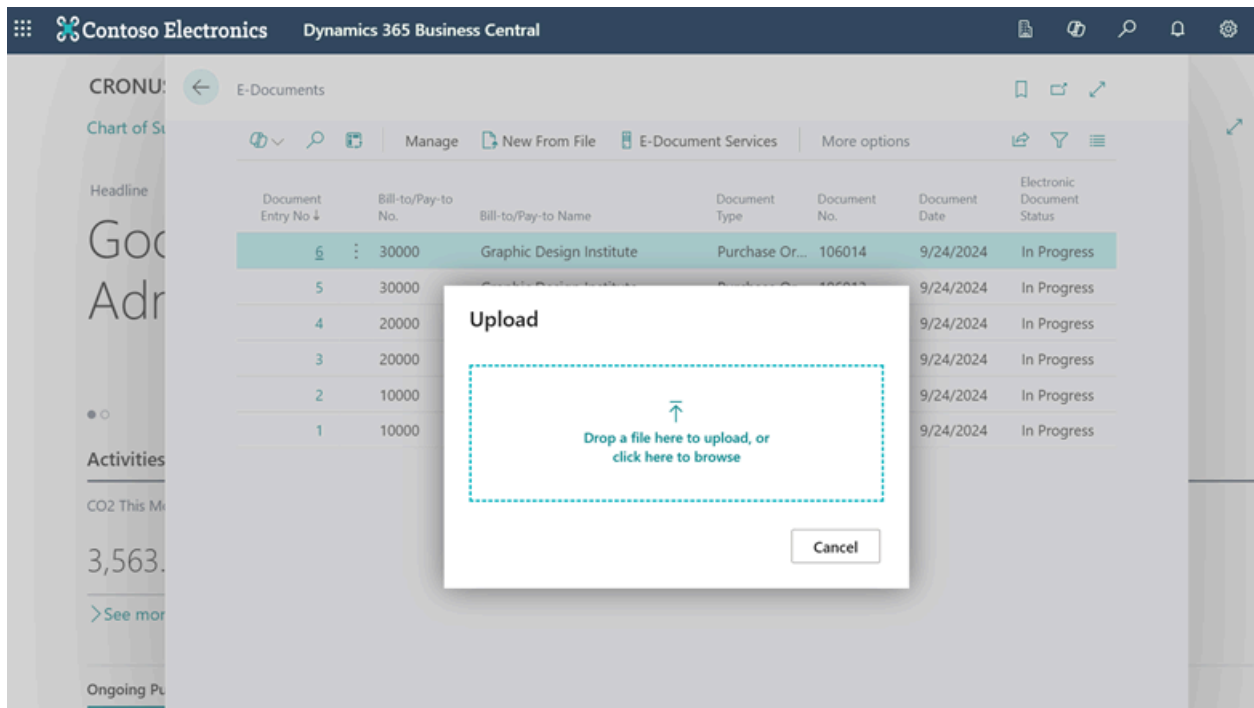 Contoso Electronics Dynamics 365 Business Central
CRONU
E-Documents
Chart of
Manage New From File E-Document Services More options
Headline
Document Entry No ↓
Bill-to/Pay-to No.
Bill-to/Pay-to Name
Document Type
Document No.
Document Date
Electronic Document Status
6 30000 Graphic Design Institute Purchase Or... 106014 9/24/2024 In Progress
5 30000 9/24/2024 In Progress
4 20000 9/24/2024 In Progress
3 20000 9/24/2024 In Progress
2 10000 9/24/2024 In Progress
1 10000 9/24/2024 In Progress
Upload
Drop a file here to upload, or
click here to browse
Cancel
Activities
CO2 This
3,563.
See
Ongoing